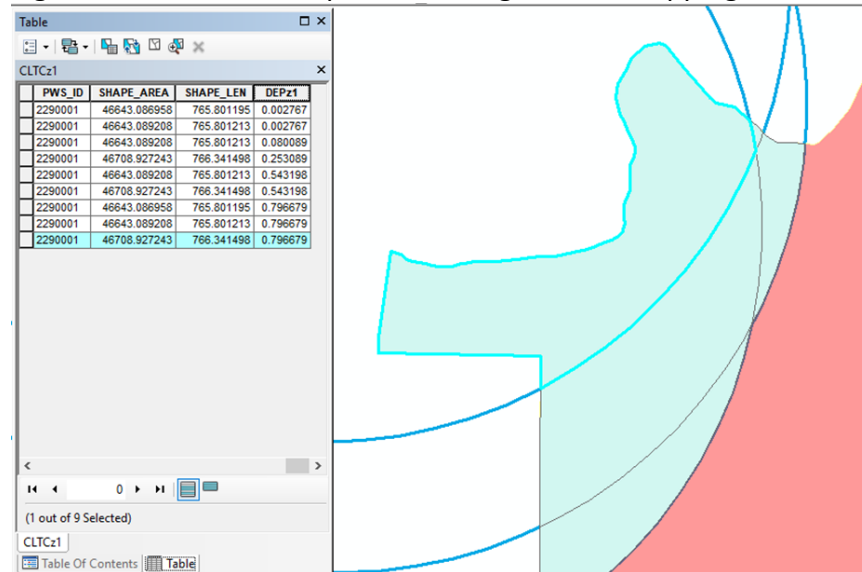 Table
CLTCz1
PWS_ID SHAPE_AREA SHAPE_LEN DEPz1
2290001 46643.086958 765.801195 0.002767
2290001 46643.089208 765.801213 0.002767
2290001 46643.089208 765.801213 0.080089
2290001 46708.927243 766.341498 0.253089
2290001 46643.089208 765.801213 0.543198
2290001 46708.927243 766.341498 0.543198
2290001 46643.086958 765.801195 0.796679
2290001 46643.089208 765.801213 0.796679
2290001 46708.927243 766.341498 0.796679
0
(1 out of 9 Selected)
CLTCz1
Table Of Contents Table